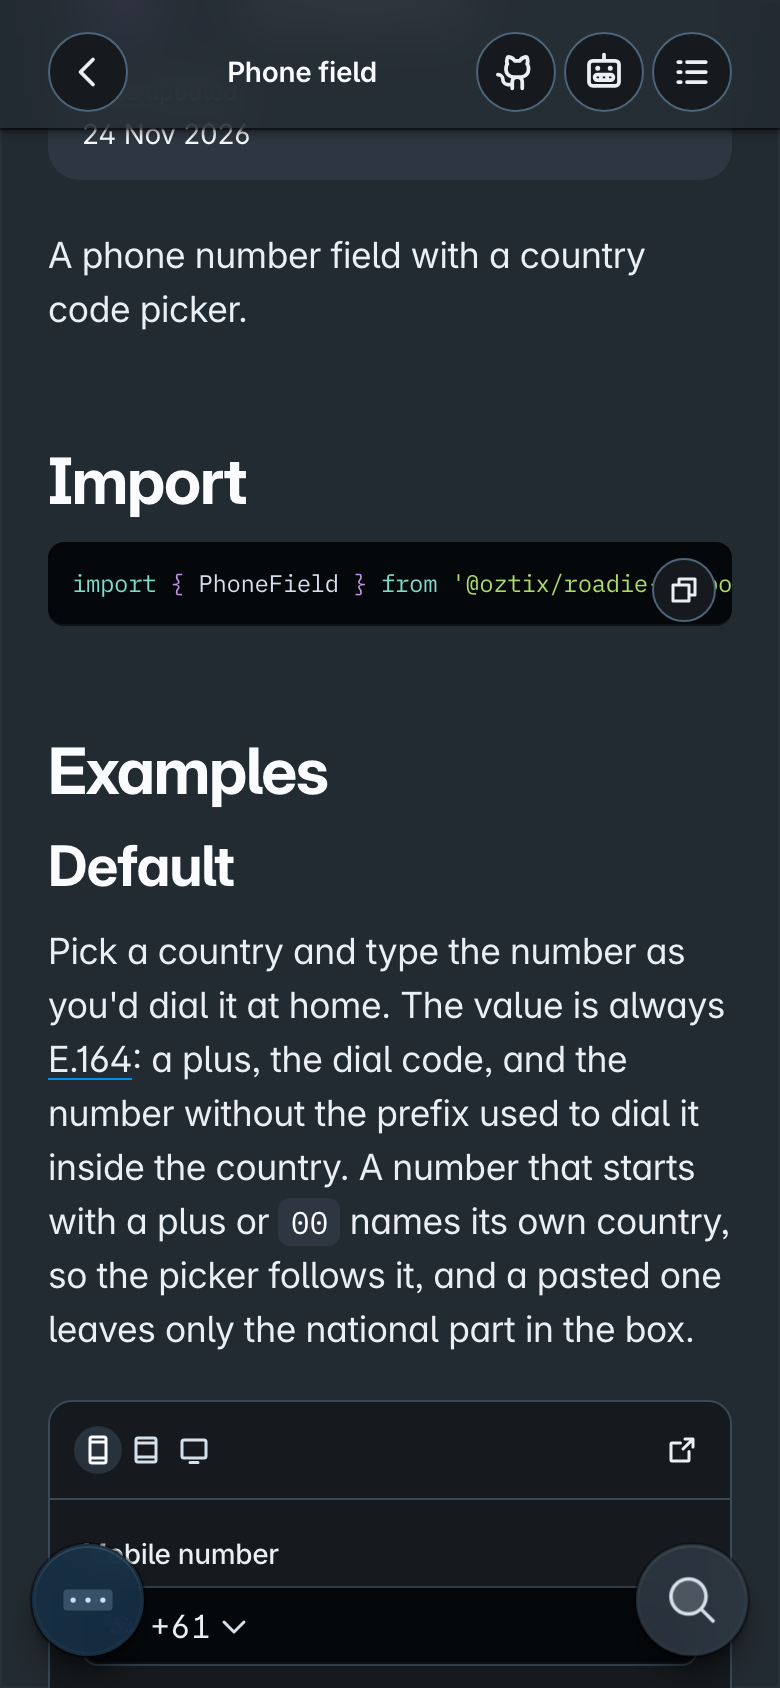 Phone field
24 Nov 2026
A phone number field with a country
code picker.
Import
import { PhoneField } from '@oztix/roadie
Examples
Default
Pick a country and type the number as
you'd dial it at home. The value is always
E.164: a plus, the dial code, and the
number without the prefix used to dial it
inside the country. A number that starts
with a plus or 00 names its own country,
so the picker follows it, and a pasted one
leaves only the national part in the box.
Mobile number
+61